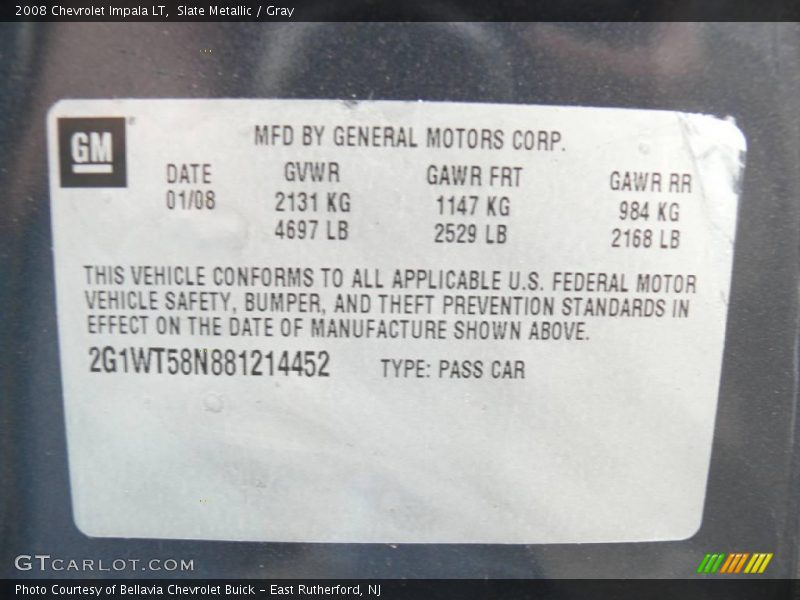 2008 Chevrolet Impala LT, Slate Metallic / Gray
GM
MFD BY GENERAL MOTORS CORP.
DATE GVWR GAWR FRT GAWR RR
01/08 2131 KG 1147 KG 984 KG
4697 LB 2529 LB 2168 LB
THIS VEHICLE CONFORMS TO ALL APPLICABLE U.S. FEDERAL MOTOR
VEHICLE SAFETY, BUMPER, AND THEFT PREVENTION STANDARDS IN
EFFECT ON THE DATE OF MANUFACTURE SHOWN ABOVE.
2G1WT58N881214452 TYPE: PASS CAR
GTCARLOT.COM
Photo Courtesy of Bellavia Chevrolet Buick - East Rutherford, NJ